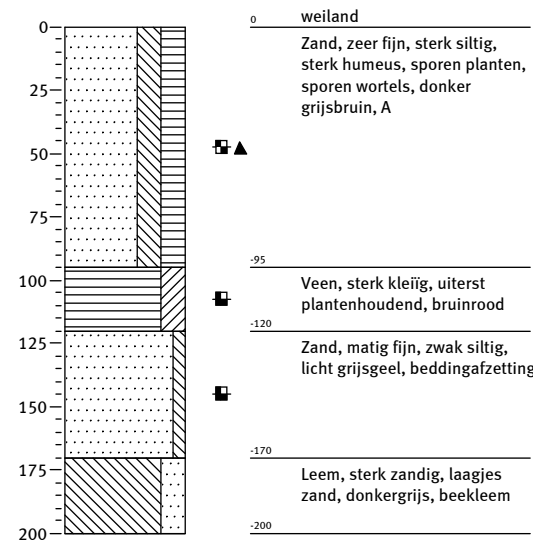 0
25
50
75
100
125
150
175
200
0
weiland
Zand, zeer fijn, sterk siltig,
sterk humeus, sporen planten,
sporen wortels, donker
grijsbruin, A
-95
Veen, sterk kleiïg, uiterst
plantenhoudend, bruinrood
-120
Zand, matig fijn, zwak siltig,
licht grijsgeel, beddingafzetting
-170
Leem, sterk zandig, laagjes
zand, donkergrijs, beekleem
-200